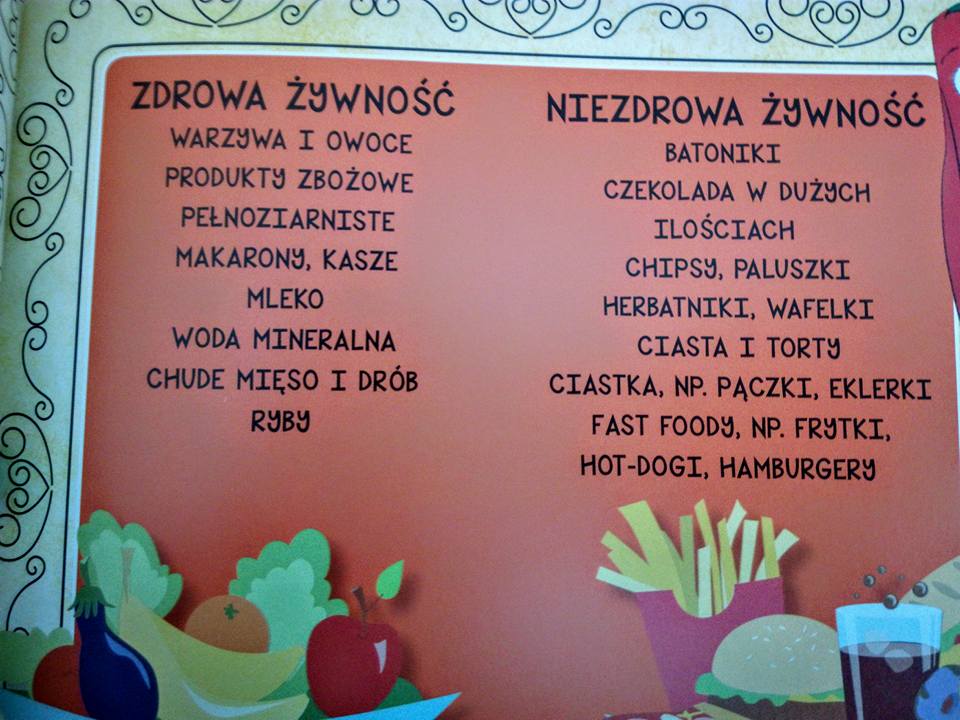 ZDROWA ŻYWNOŚĆ
WARZYWA I OWOCE
PRODUKTY ZBOŻOWE
PEŁNOZIARNISTE
MAKARONY, KASZE
MLEKO
WODA MINERALNA
CHUDE MIĘSO I DRÓB
RYBY
NIEZDROWA ŻYWNOŚĆ
BATONIKI
CZEKOLADA W DUŻYCH
ILOŚCIACH
CHIPSY, PALUSZKI
HERBATNIKI, WAFELKI
CIASTA I TORTY
CIASTKA, NP. PĄCZKI, EKLERKI
FAST FOODY, NP. FRYTKI,
HOT-DOGI, HAMBURGERY